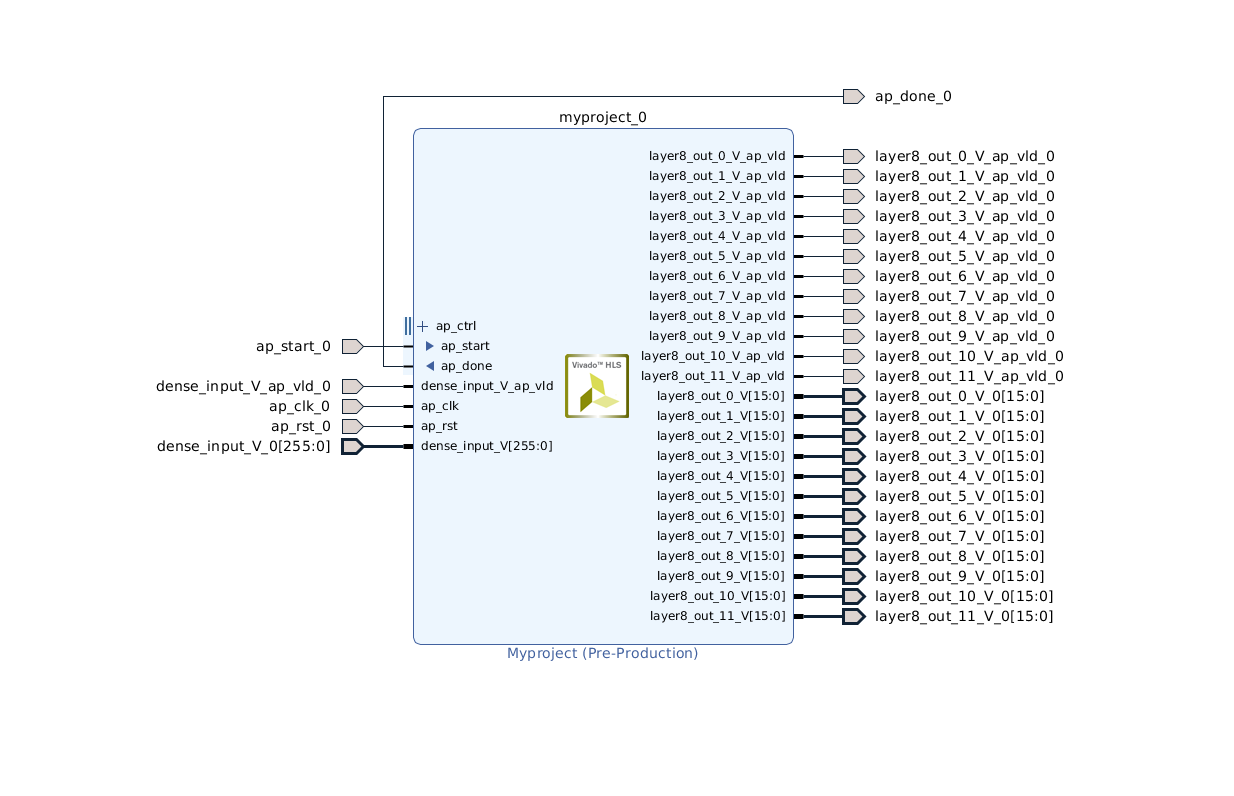 ap_done_0
myproject_0
layer8_out_0_V_ap_vld layer8_out_0_V_ap_vld_0
layer8_out_1_V_ap_vld layer8_out_1_V_ap_vld_0
layer8_out_2_V_ap_vld layer8_out_2_V_ap_vld_0
layer8_out_3_V_ap_vld layer8_out_3_V_ap_vld_0
layer8_out_4_V_ap_vld layer8_out_4_V_ap_vld_0
layer8_out_5_V_ap_vld layer8_out_5_V_ap_vld_0
layer8_out_6_V_ap_vld layer8_out_6_V_ap_vld_0
layer8_out_7_V_ap_vld layer8_out_7_V_ap_vld_0
layer8_out_8_V_ap_vld layer8_out_8_V_ap_vld_0
ap_ctrl
layer8_out_9_V_ap_vld layer8_out_9_V_ap_vld_0
ap_start_0 ap_start
layer8_out_10_V_ap_vld layer8_out_10_V_ap_vld_0
ap_done
Vivado™ HLS
layer8_out_11_V_ap_vld layer8_out_11_V_ap_vld_0
dense_input_V_ap_vld_0 dense_input_V_ap_vld
layer8_out_0_V[15:0] layer8_out_0_V_0[15:0]
ap_clk_0 ap_clk
layer8_out_1_V[15:0] layer8_out_1_V_0[15:0]
ap_rst_0 ap_rst
layer8_out_2_V[15:0] layer8_out_2_V_0[15:0]
dense_input_V_0[255:0] dense_input_V[255:0]
layer8_out_3_V[15:0] layer8_out_3_V_0[15:0]
layer8_out_4_V[15:0] layer8_out_4_V_0[15:0]
layer8_out_5_V[15:0] layer8_out_5_V_0[15:0]
layer8_out_6_V[15:0] layer8_out_6_V_0[15:0]
layer8_out_7_V[15:0] layer8_out_7_V_0[15:0]
layer8_out_8_V[15:0] layer8_out_8_V_0[15:0]
layer8_out_9_V[15:0] layer8_out_9_V_0[15:0]
layer8_out_10_V[15:0] layer8_out_10_V_0[15:0]
layer8_out_11_V[15:0] layer8_out_11_V_0[15:0]
Myproject (Pre-Production)